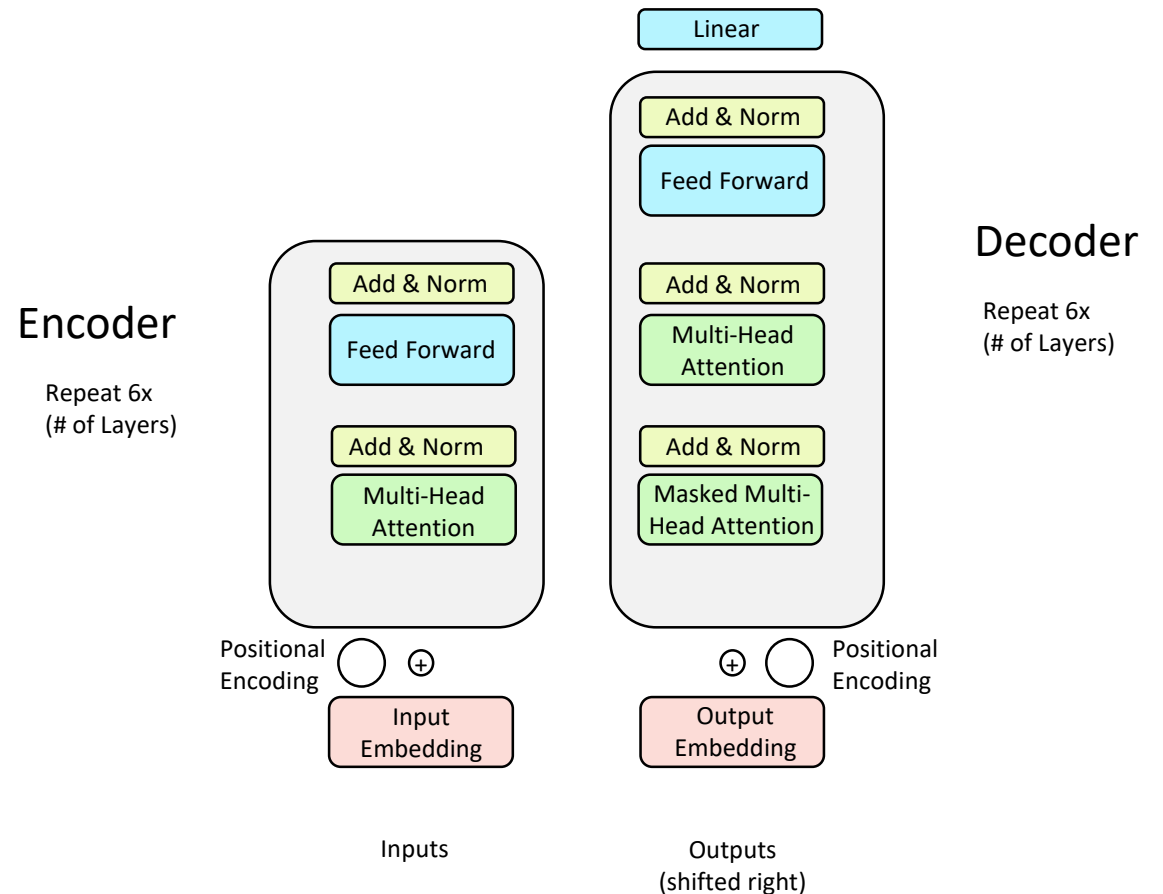 Linear
Add & Norm
Feed Forward
Decoder
Repeat 6x
(# of Layers)
Add & Norm
Multi-Head
Attention
Add & Norm
Masked Multi-
Head Attention
Encoder
Repeat 6x
(# of Layers)
Add & Norm
Feed Forward
Add & Norm
Multi-Head
Attention
Positional
Encoding
+
+
Positional
Encoding
Input
Embedding
Output
Embedding
Inputs
Outputs
(shifted right)